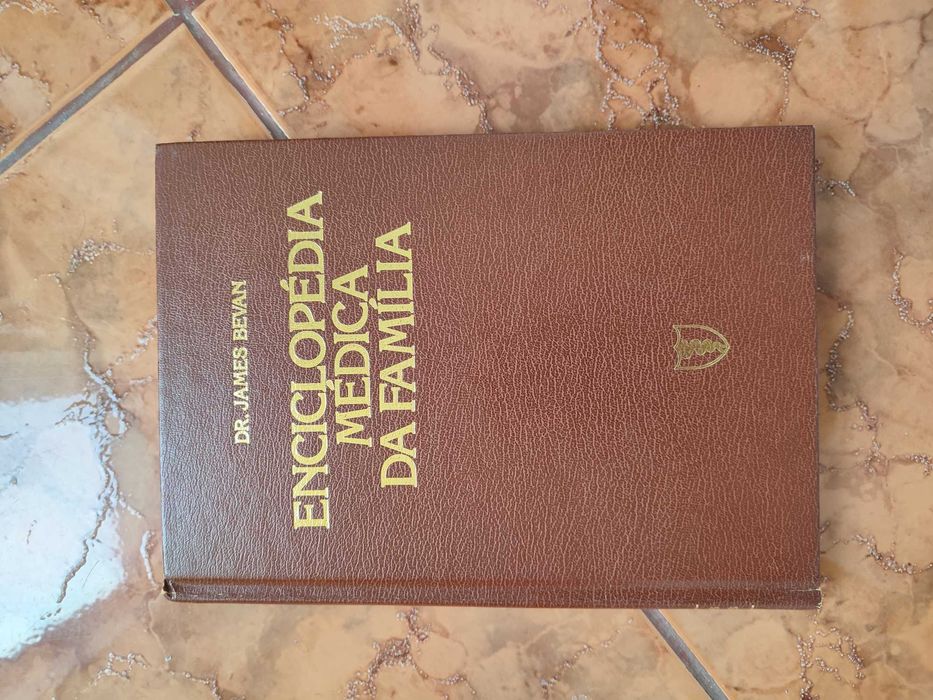 DR. JAMES BEVAN
ENCICLOPÉDIA
MÉDICA
DA FAMÍLIA